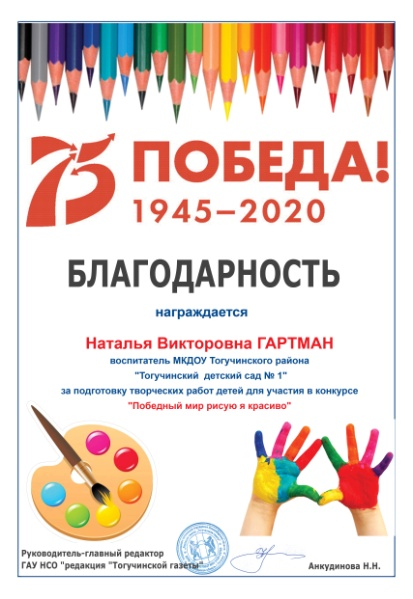 75 ПОБЕДА!
1945–2020
БЛАГОДАРНОСТЬ
награждается
Наталья Викторовна ГАРТМАН
воспитатель МКДОУ Тогучинского района
"Тогучинский детский сад № 1"
за подготовку творческих работ детей для участия в конкурсе
"Победный мир рисую я красиво"
Руководитель-главный редактор
ГАУ НСО "редакция "Тогучинской газеты"
Анкудинова Н.Н.